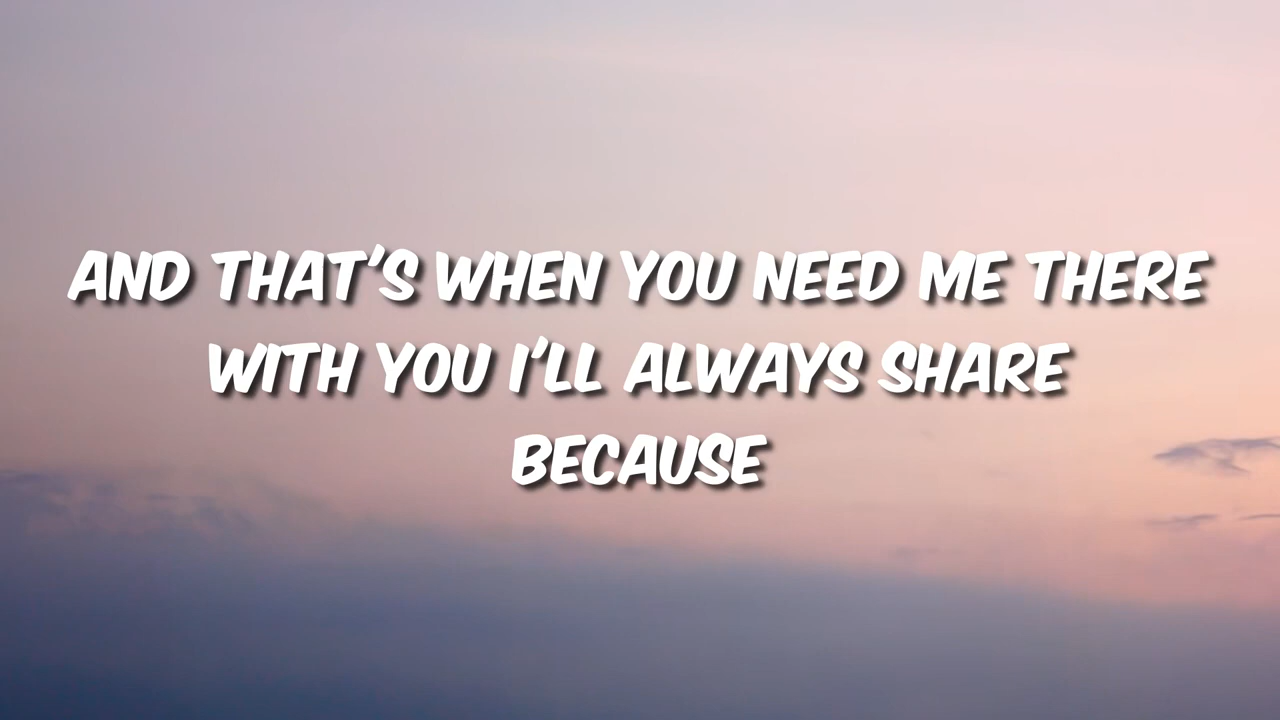 AND THAT'S WHEN YOU NEED ME THERE
WITH YOU I'LL ALWAYS SHARE
BECAUSE